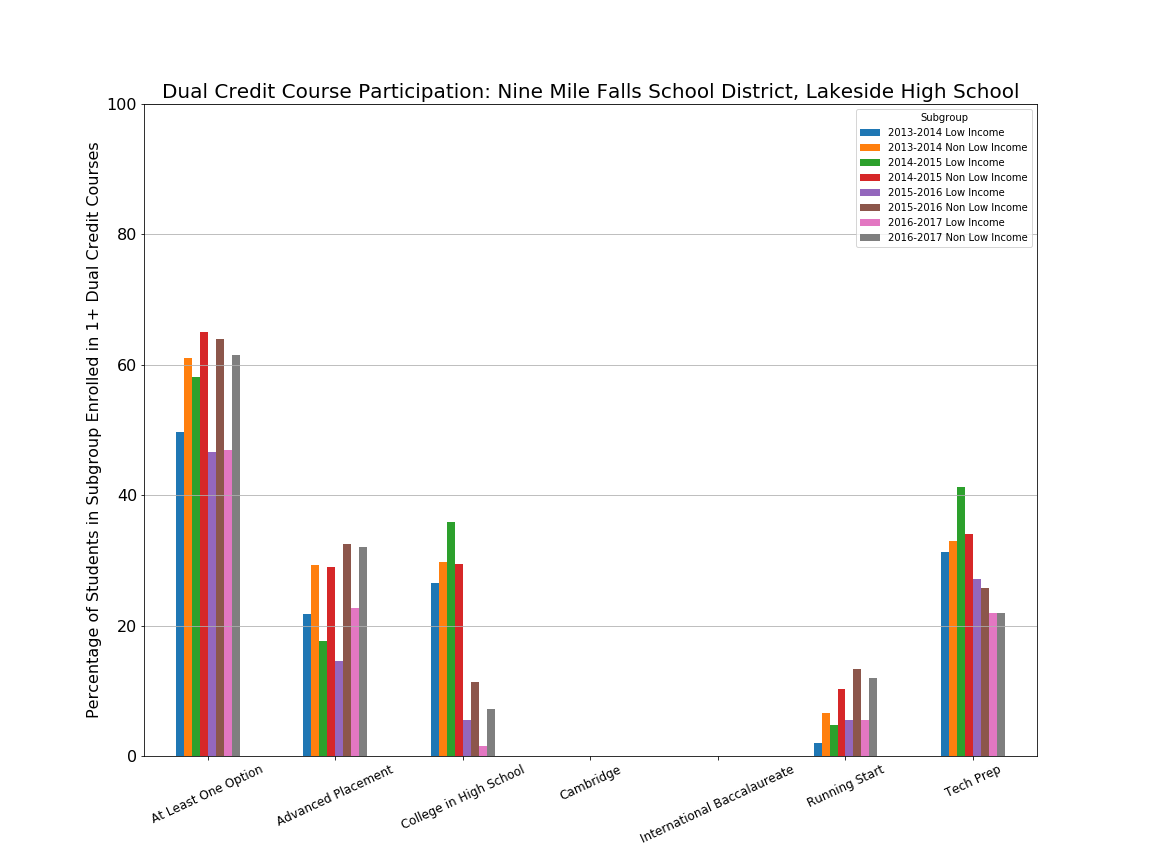 Dual Credit Course Participation: Nine Mile Falls School District, Lakeside High School
Percentage of Students in Subgroup Enrolled in 1+ Dual Credit Courses
100
80
60
40
20
0
Subgroup
2013-2014 Low Income
2013-2014 Non Low Income
2014-2015 Low Income
2014-2015 Non Low Income
2015-2016 Low Income
2015-2016 Non Low Income
2016-2017 Low Income
2016-2017 Non Low Income
At Least One Option
Advanced Placement
College in High School
Cambridge
International Baccalaureate
Running Start
Tech Prep